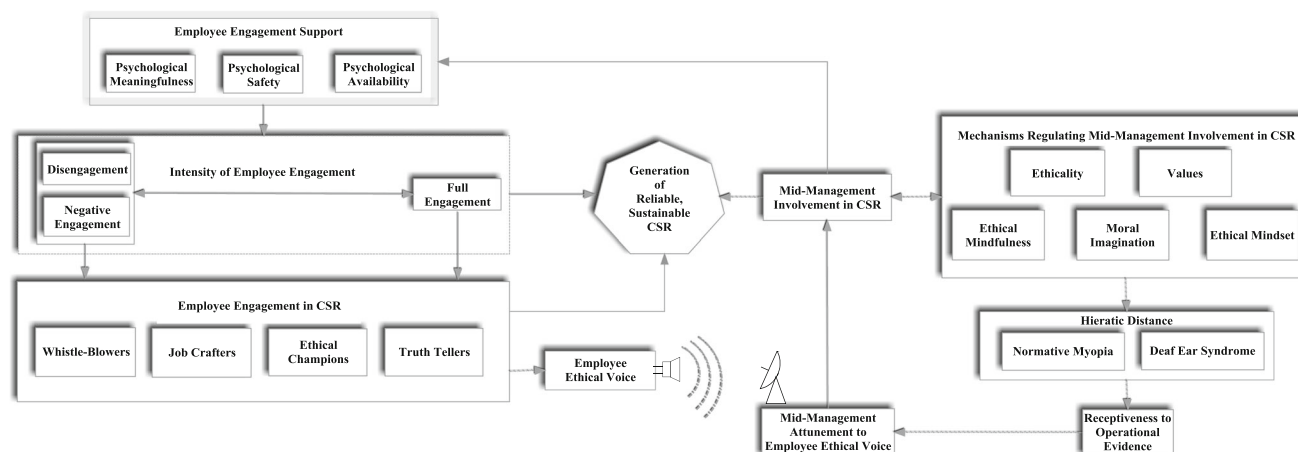 Employee Engagement Support
Psychological
Meaningfulness
Psychological
Safety
Psychological
Availability
Intensity of Employee Engagement
Disengagement
Negative
Engagement
Full
Engagement
Employee Engagement in CSR
Whistle-Blowers
Job Crafters
Ethical
Champions
Truth Tellers
Employee
Ethical Voice
Generation
of
Reliable,
Sustainable
CSR
Mid-Management
Involvement in CSR
Mechanisms Regulating Mid-Management Involvement in CSR
Ethicality
Values
Ethical
Mindfulness
Moral
Imagination
Ethical Mindset
Hieratic Distance
Normative Myopia
Deaf Ear Syndrome
Receptiveness to
Operational
Evidence
Mid-Management
Attunement to
Employee Ethical Voice